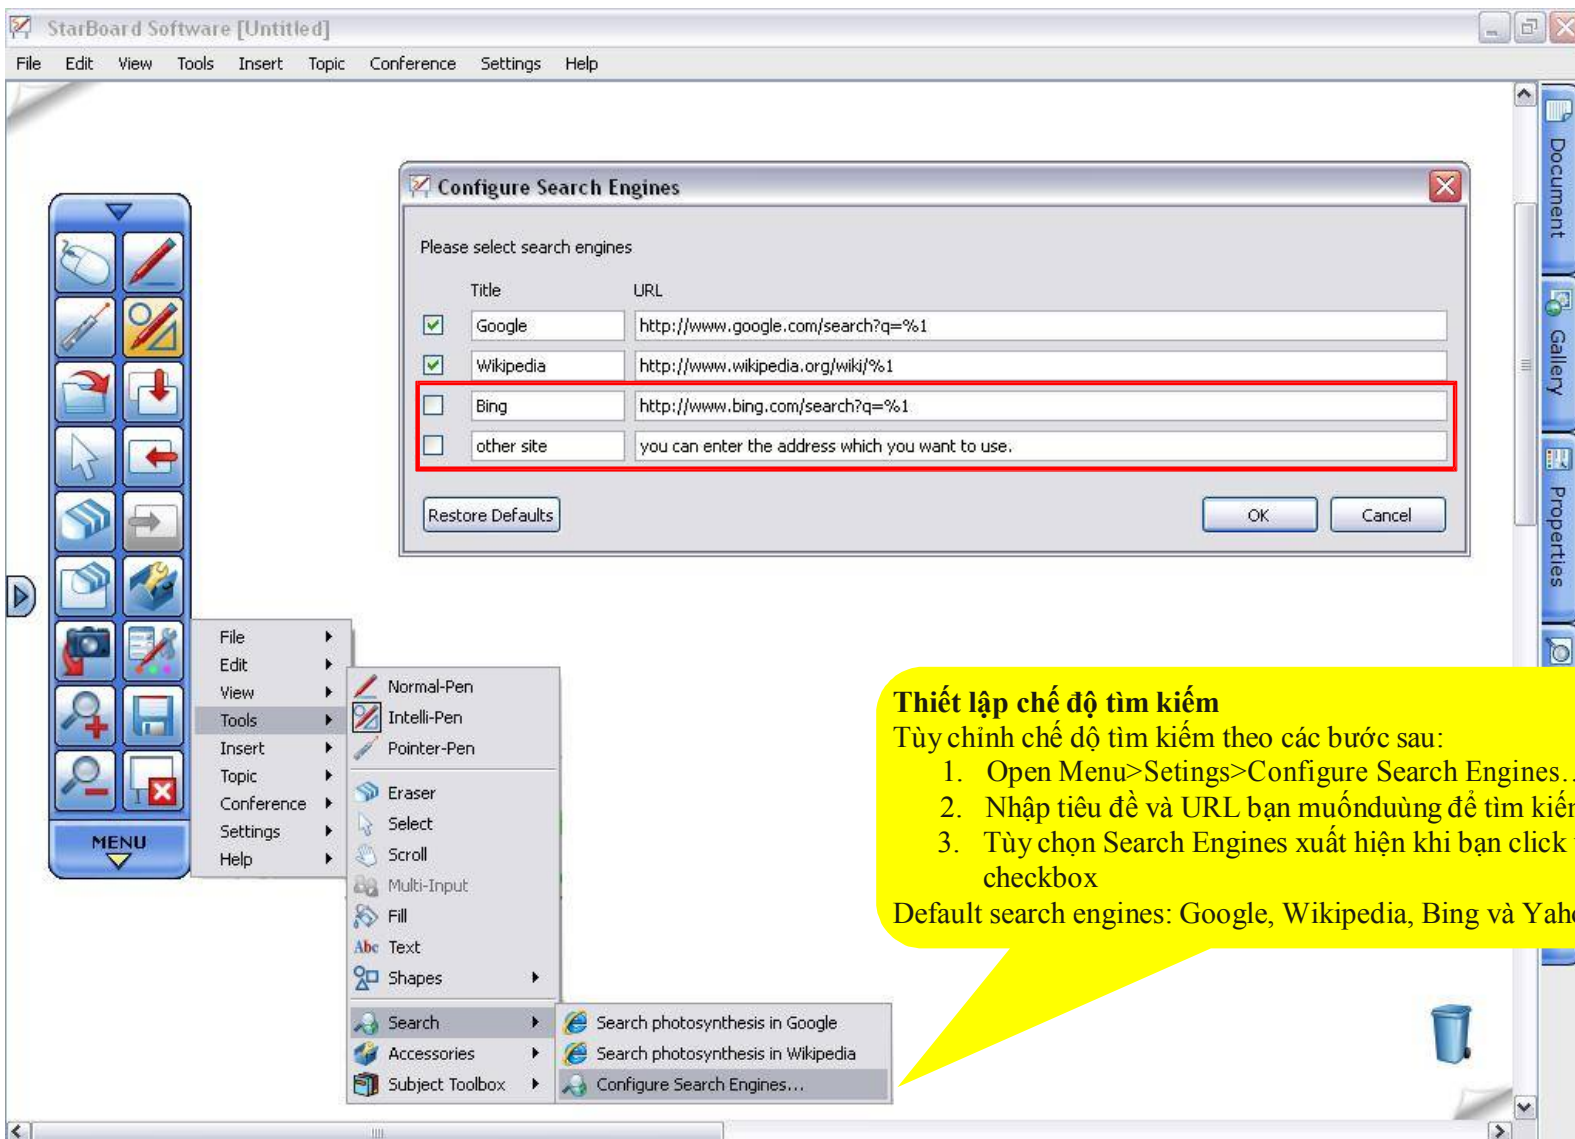 StarBoard Software [Untitled]
File Edit View Tools Insert Topic Conference Settings Help
Document
Gallery
Properties
Configure Search Engines
Please select search engines
Title URL
Google http://www.google.com/search?q=%1
Wikipedia http://www.wikipedia.org/wiki/%1
Bing http://www.bing.com/search?q=%1
other site you can enter the address which you want to use.
Restore Defaults OK Cancel
MENU
File
Edit
View
Tools
Insert
Topic
Conference
Settings
Help
Normal-Pen
Intelli-Pen
Pointer-Pen
Eraser
Select
Scroll
Multi-Input
Fill
Abc Text
Shapes
Search
Accessories
Subject Toolbox
Search photosynthesis in Google
Search photosynthesis in Wikipedia
Configure Search Engines...
Thiết lập chế độ tìm kiếm
Tùy chỉnh chế dộ tìm kiếm theo các bước sau:
1. Open Menu>Setings>Configure Search Engines..
2. Nhập tiêu đề và URL bạn muốnduùng để tìm
3. Tùy chọn Search Engines xuất hiện khi bạn click
checkbox
Default search engines: Google, Wikipedia, Bing và